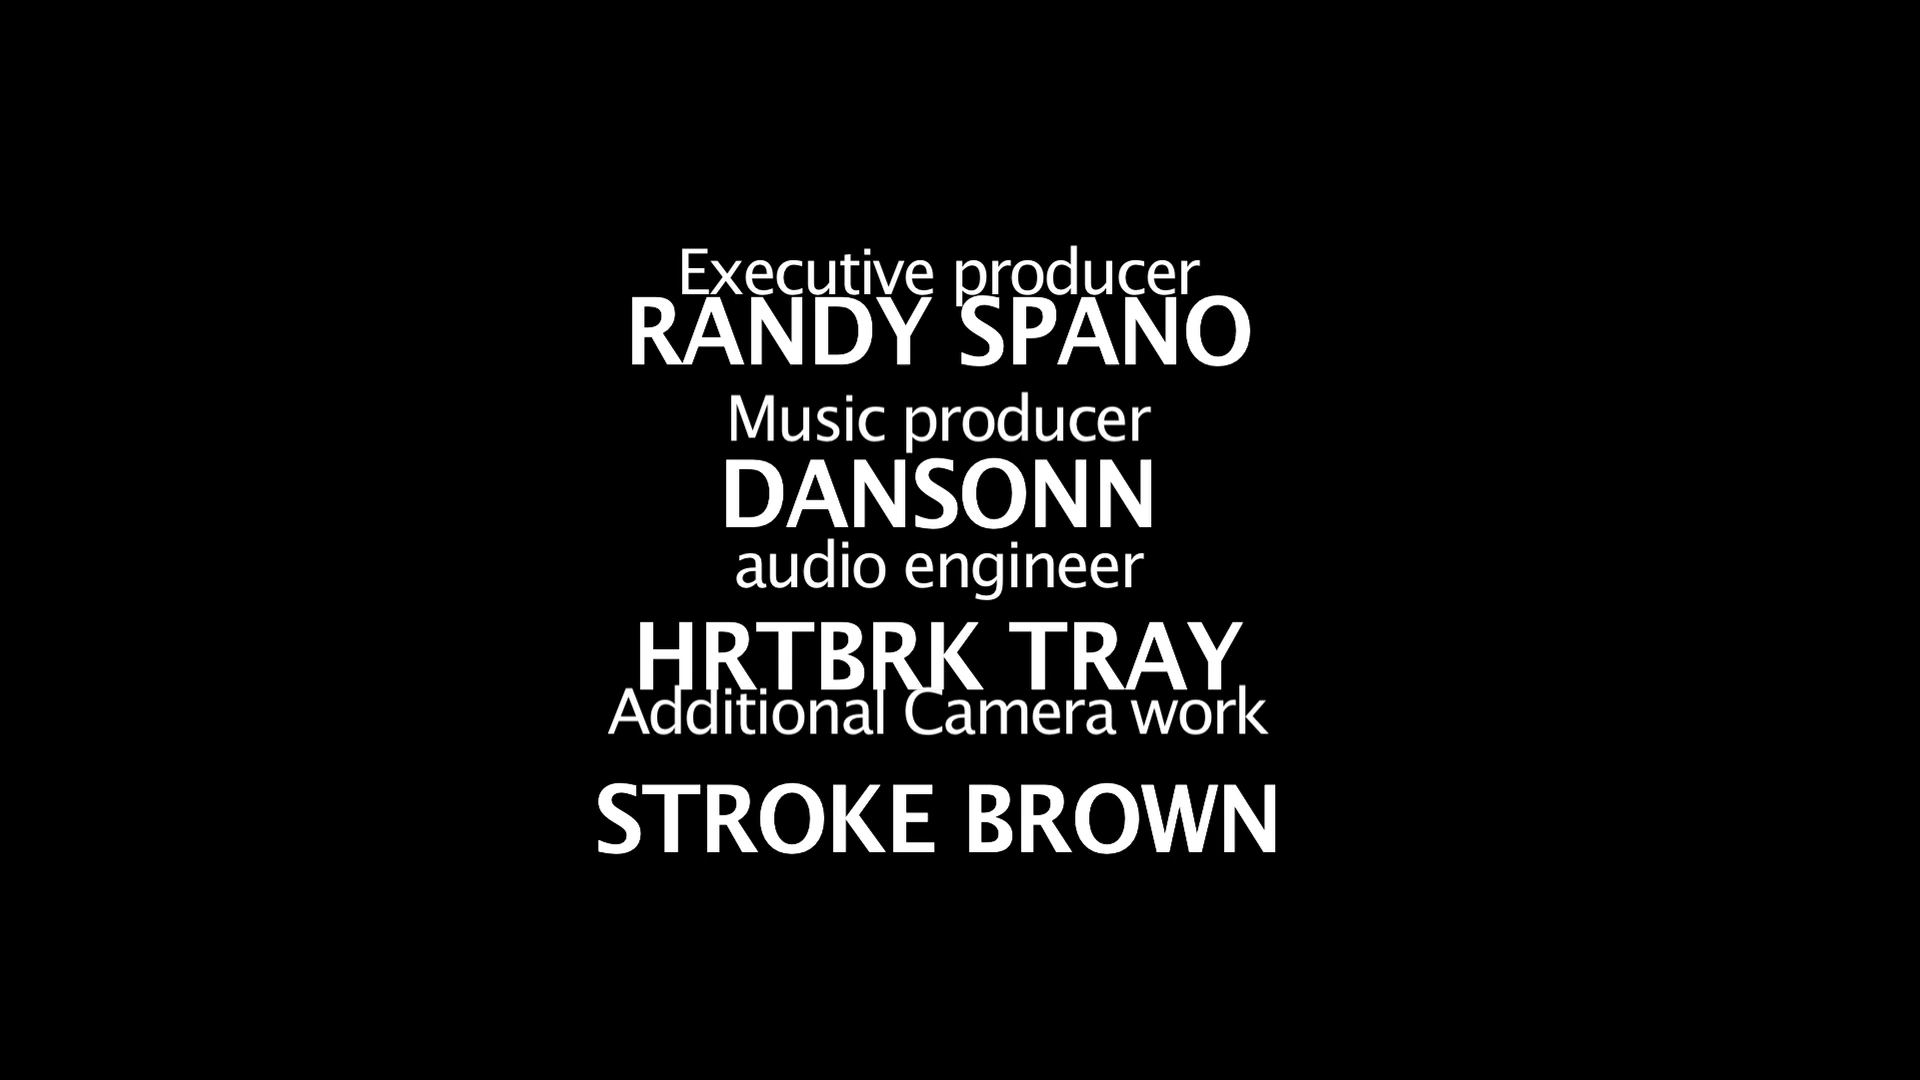 Executive producer
RANDY SPANO
Music producer
DANSONN
audio engineer
HRTBRK TRAY
Additional Camera work
STROKE BROWN